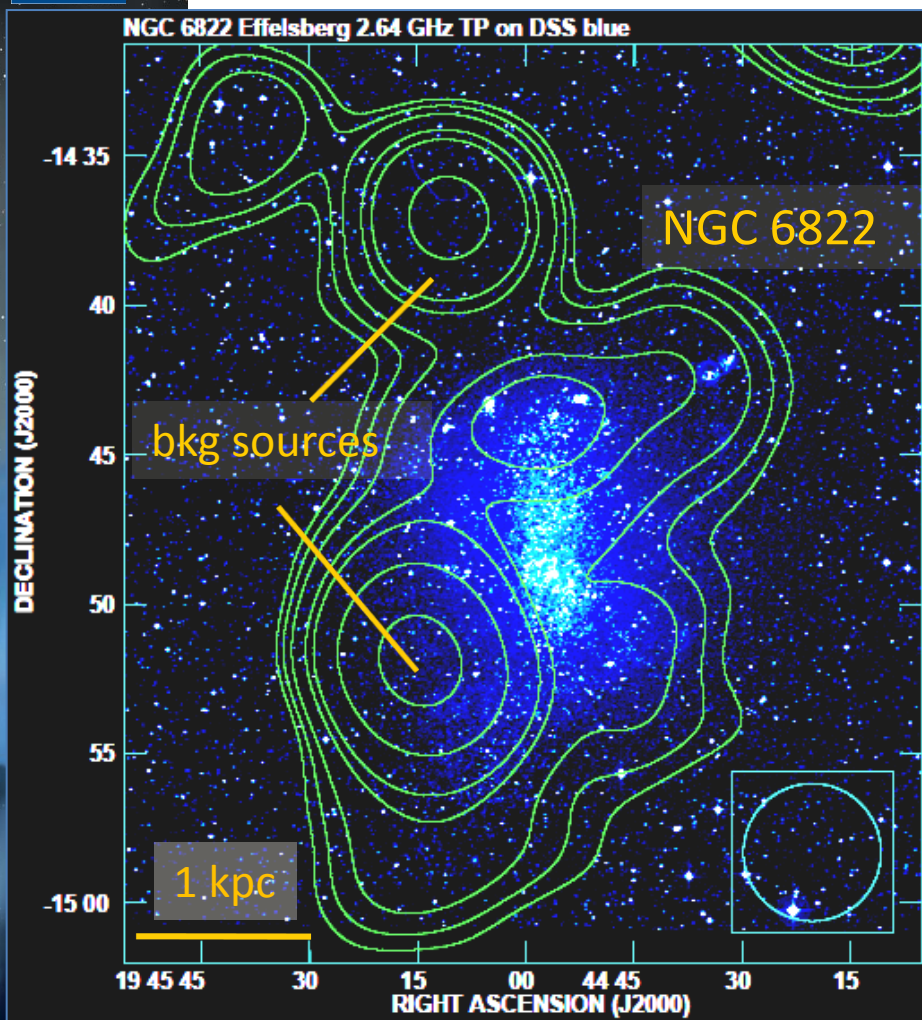 NGC 6822 Effelsberg 2.64 GHz TP on DSS blue
NGC 6822
bkg sources
1 kpc
DECLINATION (J2000)
-14 35
40
45
50
55
-15 00
19 45 45 30 15 00 44 45 30 15
RIGHT ASCENSION (J2000)